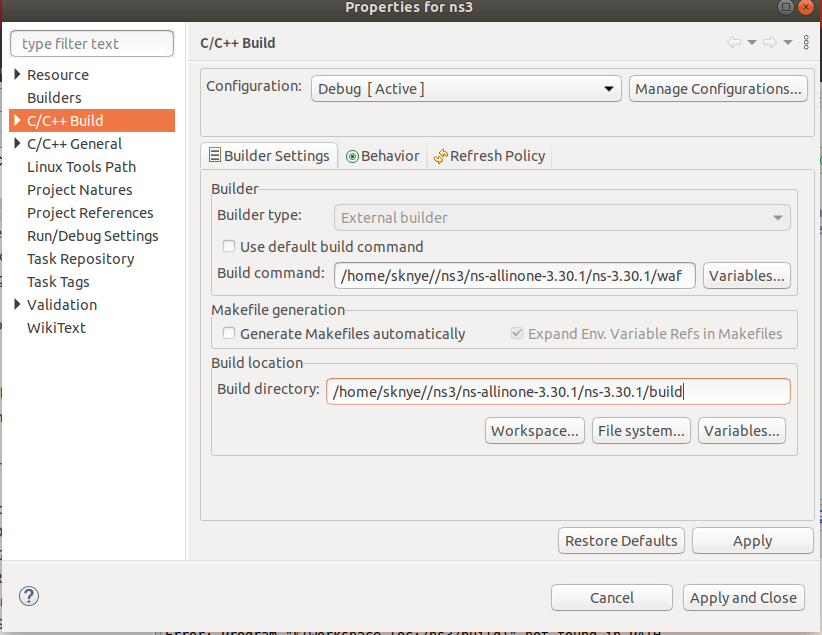 Properties for ns3
type filter text
Resource
Builders
C/C++ Build
C/C++ General
Linux Tools Path
Project Natures
Project References
Run/Debug Settings
Task Repository
Task Tags
Validation
WikiText
C/C++ Build
Configuration: Debug [ Active ] Manage Configurations...
Builder Settings Behavior Refresh Policy
Builder
Builder type: External builder
Use default build command
Build command: /home/sknye//ns3/ns-allinone-3.30.1/ns-3.30.1/waf Variables...
Makefile generation
Generate Makefiles automatically Expand Env. Variable Refs in Makefiles
Build location
Build directory: /home/sknye//ns3/ns-allinone-3.30.1/ns-3.30.1/build
Workspace... File system... Variables...
Restore Defaults Apply
? Cancel Apply and Close